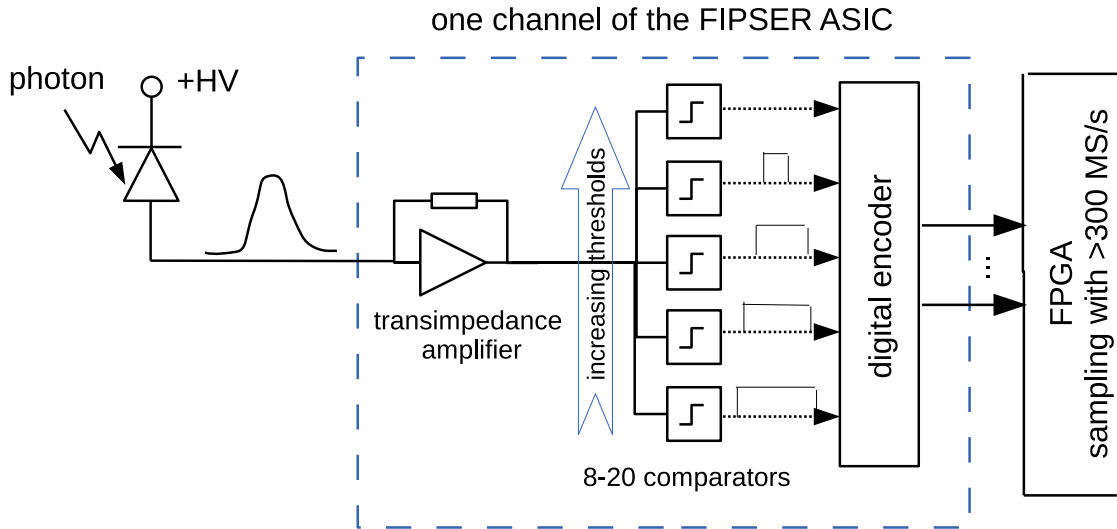 one channel of the FIPSER ASIC
photon
+HV
increasing thresholds
transimpedance
amplifier
8-20 comparators
digital encoder
...
FPGA
sampling with >300 MS/s